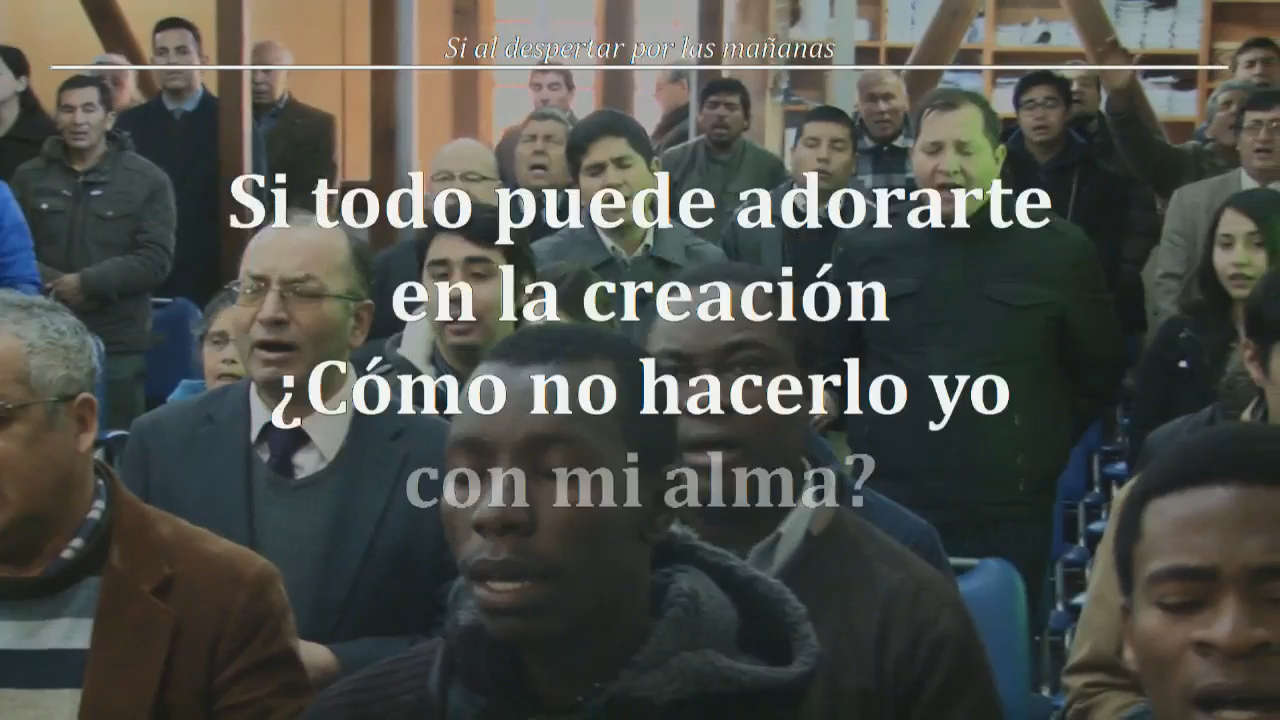 Si al despertar por las mañanas
Si todo puede adorarte
en la creación
¿Cómo no hacerlo yo
con mi alma?